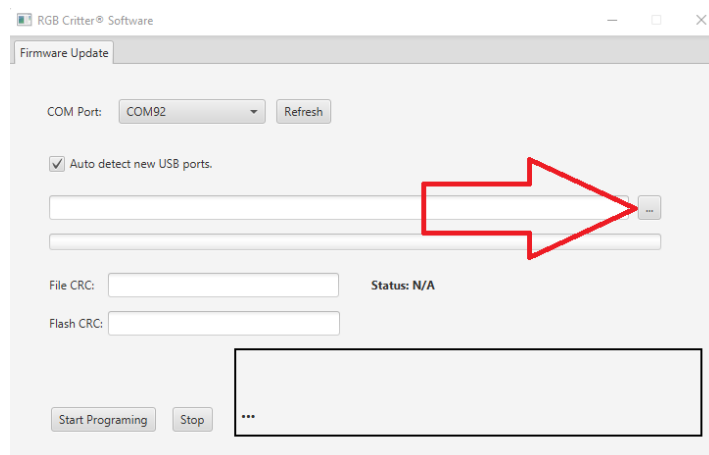 RGB Critter® Software
Firmware Update
COM Port: COM92 Refresh
Auto detect new USB ports.
...
File CRC: Status: N/A
Flash CRC:
Start Programing Stop ...